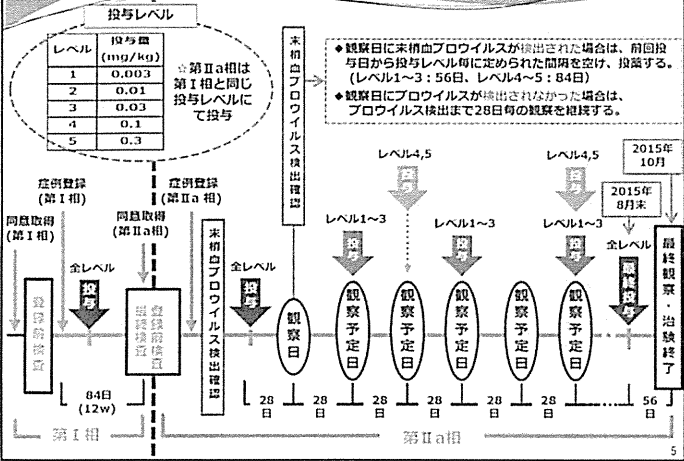 投与レベル
レベル 投与量(mg/kg)
1 0.003
2 0.01
3 0.03
4 0.1
5 0.3
☆第Ⅱa相は
第Ⅰ相と同じ
投与レベルに
て投与
末梢血プロウイルス検出確認
◆観察日に末梢血プロウイルスが検出された場合は、前回投
与日から投与レベル毎に定められた間隔を空け、投薬する。
(レベル1~3:56日、レベル4~5:84日)
◆観察日にプロウイルスが検出されなかった場合は、
プロウイルス検出まで28日毎の観察を継続する。
2015年
10月
2015年
8月末
レベル4,5
投与
レベル4,5
投与
症例登録
(第Ⅰ相)
症例登録
(第Ⅱa相)
同意取得
(第Ⅰ相)
同意取得
(第Ⅱa相)
レベル1~3
投与
レベル1~3
投与
レベル1~3
投与
全レベル
投与
全レベル
投与
全レベル
最終投与
登録前検査
登録前検査
最終検査
末梢血プロウイルス検出確認
観察日
観察予定日
観察予定日
観察予定日
観察予定日
観察予定日
最終観察・治験終了
84日
(12w)
28日
28日
28日
28日
28日
28日
56日
第Ⅰ相
第Ⅱa相
5